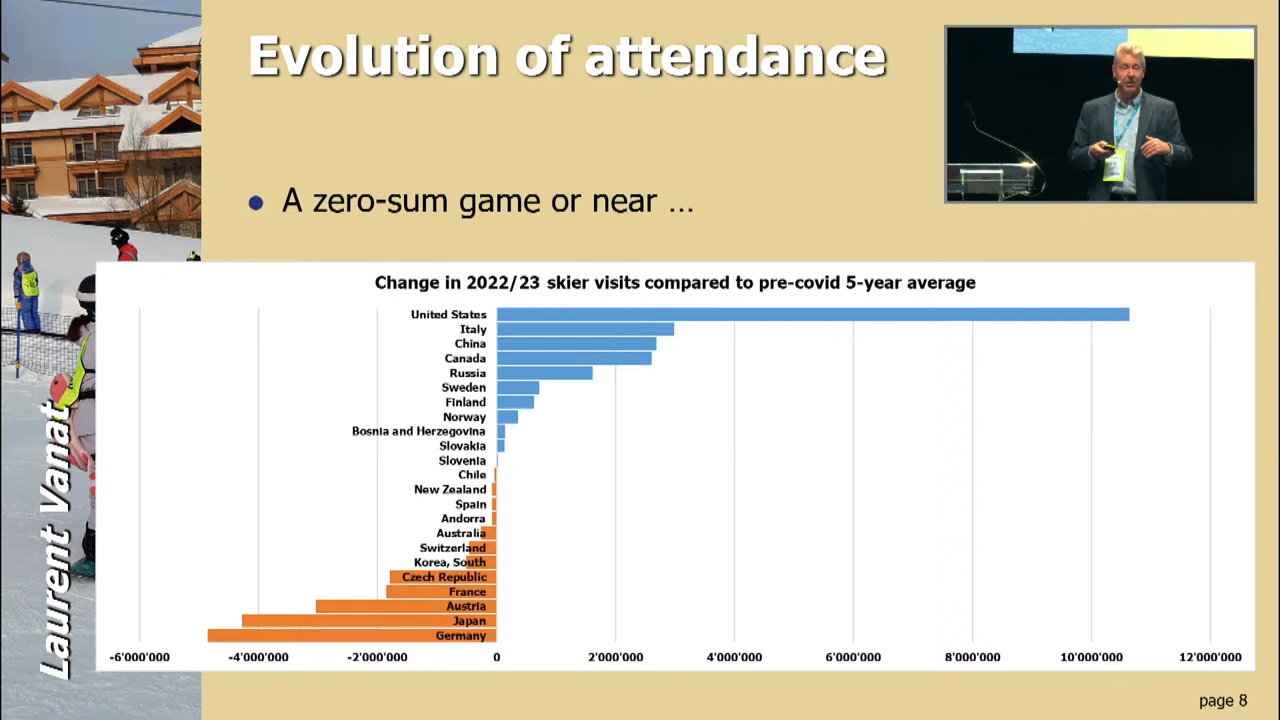 Evolution of attendance
• A zero-sum game or near …
Change in 2022/23 skier visits compared to pre-covid 5-year average
United States
Italy
China
Canada
Russia
Sweden
Finland
Norway
Bosnia and Herzegovina
Slovakia
Slovenia
Chile
New Zealand
Spain
Andorra
Australia
Switzerland
Korea, South
Czech Republic
France
Austria
Japan
Germany
-6'000'000 -4'000'000 -2'000'000 0 2'000'000 4'000'000 6'000'000 8'000'000 10'000'000 12'000'000
Laurent Vanat
page 8